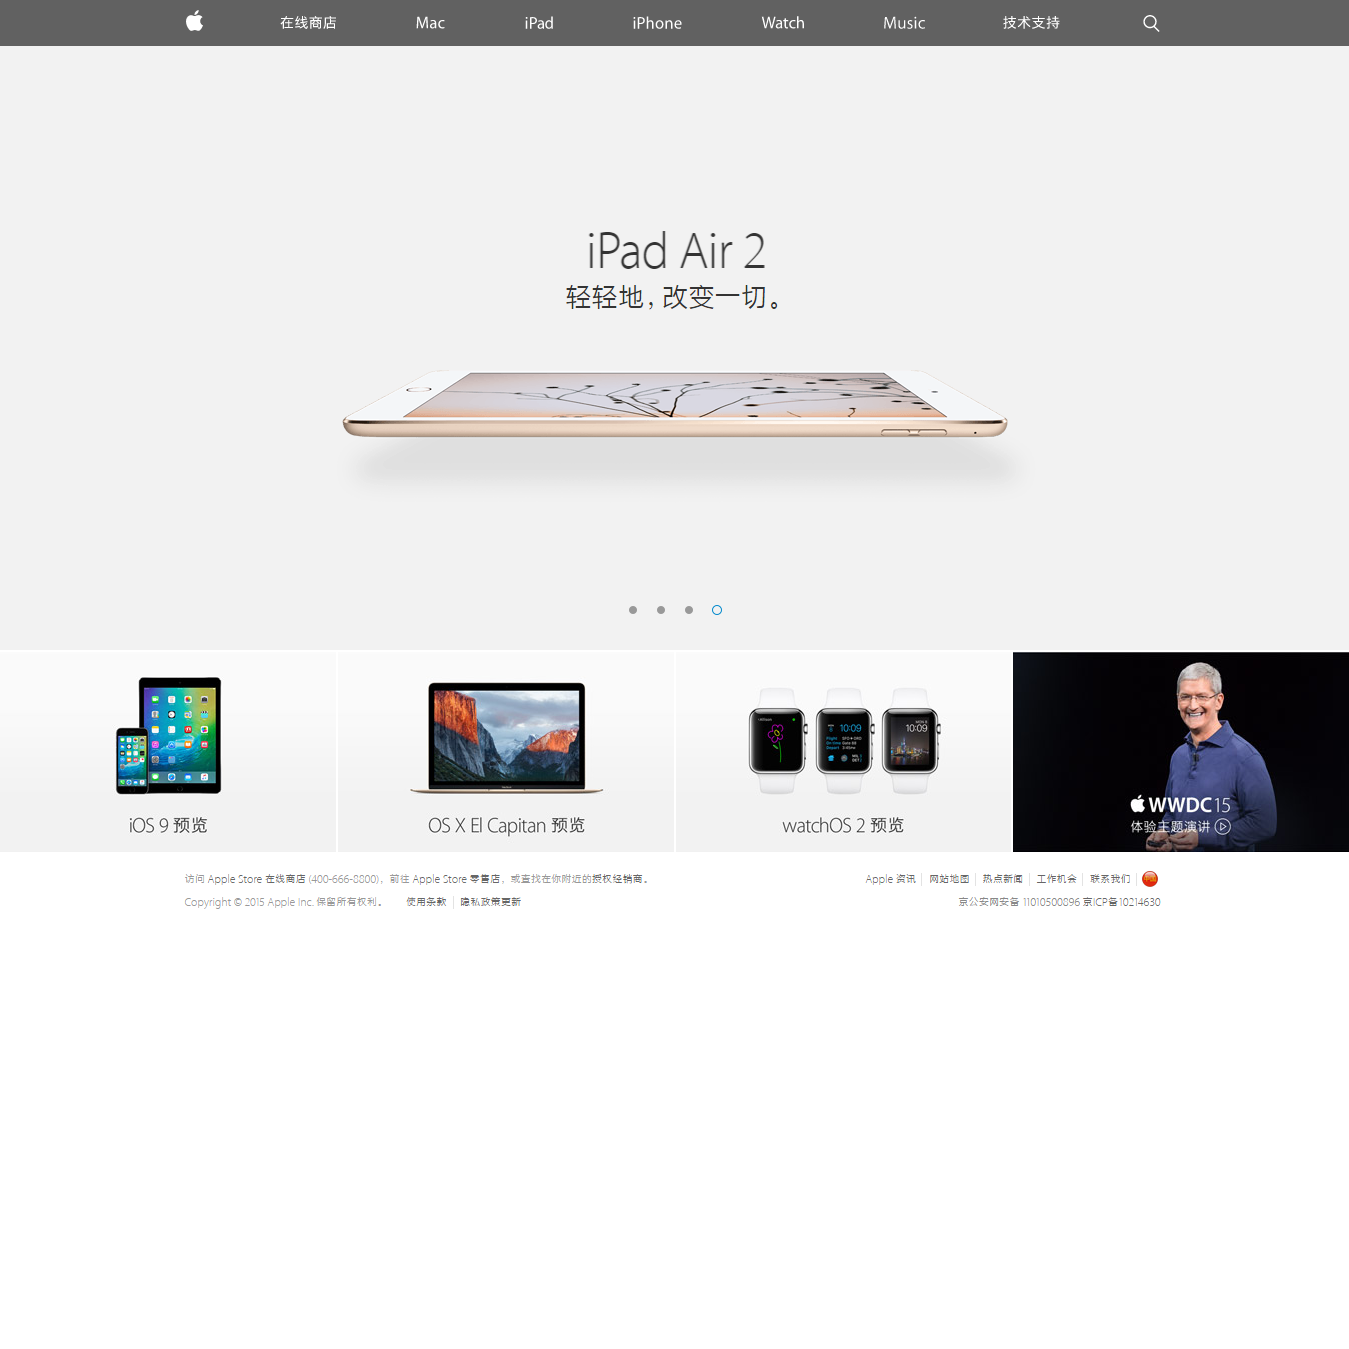 在线商店 Mac iPad iPhone Watch Music 技术支持
iPad Air 2
轻轻地，改变一切。
iOS 9 预览
OS X El Capitan 预览
10:09
10:09
watchOS 2 预览
WWDC15
体验主题演讲
访问 Apple Store 在线商店 (400-666-8800)，前往 Apple Store 零售店，或查找在你附近的授权经销商。
Apple 资讯 网站地图 热点新闻 工作机会 联系我们
Copyright © 2015 Apple Inc. 保留所有权利。 使用条款 隐私政策更新
京公安网安备 11010500896 京ICP备10214630